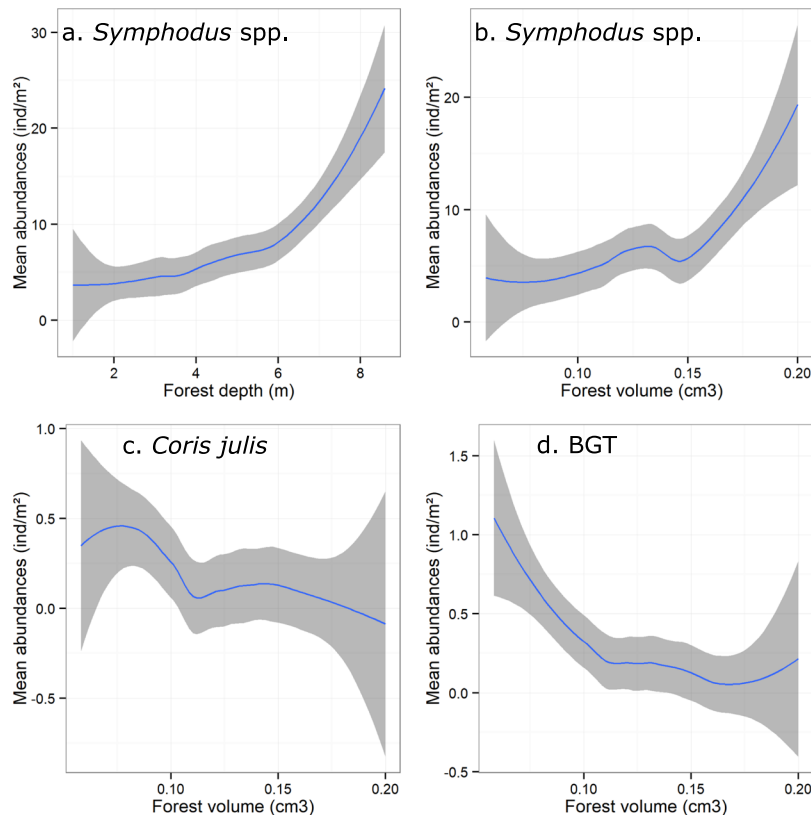 a. Symphodus spp.
Mean abundances (ind/m²)
30
20
10
0
2 4 6 8
Forest depth (m)
b. Symphodus spp.
Mean abundances (ind/m²)
20
10
0
0.10 0.15 0.20
Forest volume (cm3)
c. Coris julis
Mean abundances (ind/m²)
1.0
0.5
0.0
-0.5
0.10 0.15 0.20
Forest volume (cm3)
d. BGT
Mean abundances (ind/m²)
1.5
1.0
0.5
0.0
-0.5
0.10 0.15 0.20
Forest volume (cm3)